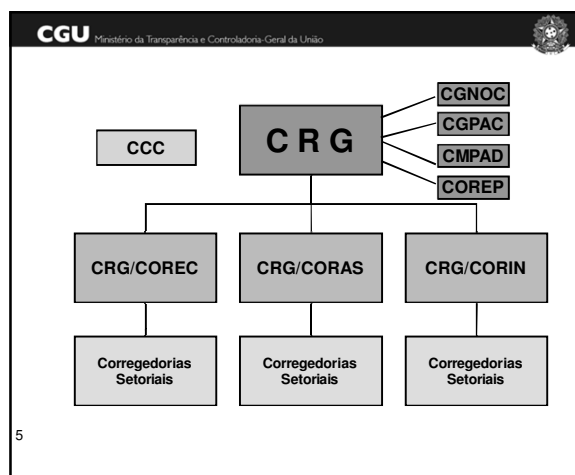 CGU Ministério da Transparência e Controladoria-Geral da União
CGNOC
CGPAC
CMPAD
COREP
CCC
C R G
CRG/COREC
CRG/CORAS
CRG/CORIN
Corregedorias
Setoriais
Corregedorias
Setoriais
Corregedorias
Setoriais
5